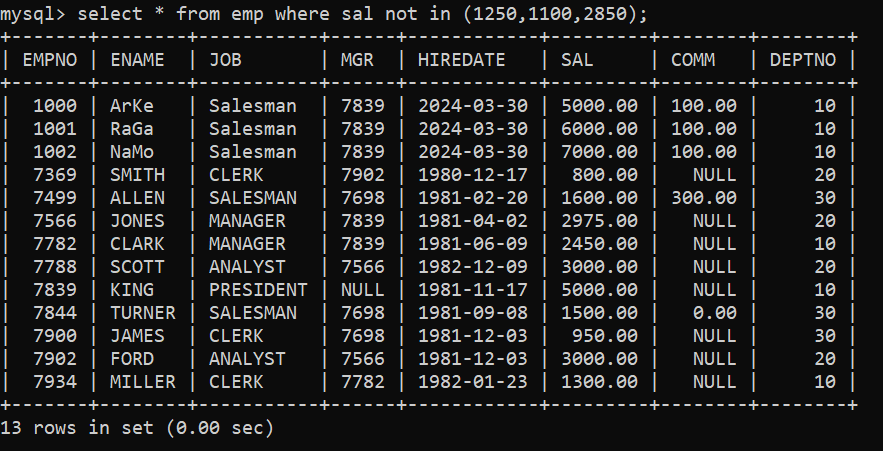 mysql> select * from emp where sal not in (1250,1100,2850);
+-------+--------+-----------+------+------------+---------+--------+--------+
| EMPNO | ENAME  | JOB       | MGR  | HIREDATE   | SAL     | COMM   | DEPTNO |
+-------+--------+-----------+------+------------+---------+--------+--------+
|  1000 | ArKe   | Salesman  | 7839 | 2024-03-30 | 5000.00 | 100.00 |     10 |
|  1001 | RaGa   | Salesman  | 7839 | 2024-03-30 | 6000.00 | 100.00 |     10 |
|  1002 | NaMo   | Salesman  | 7839 | 2024-03-30 | 7000.00 | 100.00 |     10 |
|  7369 | SMITH  | CLERK     | 7902 | 1980-12-17 |  800.00 |   NULL |     20 |
|  7499 | ALLEN  | SALESMAN  | 7698 | 1981-02-20 | 1600.00 | 300.00 |     30 |
|  7566 | JONES  | MANAGER   | 7839 | 1981-04-02 | 2975.00 |   NULL |     20 |
|  7782 | CLARK  | MANAGER   | 7839 | 1981-06-09 | 2450.00 |   NULL |     10 |
|  7788 | SCOTT  | ANALYST   | 7566 | 1982-12-09 | 3000.00 |   NULL |     20 |
|  7839 | KING   | PRESIDENT | NULL | 1981-11-17 | 5000.00 |   NULL |     10 |
|  7844 | TURNER | SALESMAN  | 7698 | 1981-09-08 | 1500.00 |   0.00 |     30 |
|  7900 | JAMES  | CLERK     | 7698 | 1981-12-03 |  950.00 |   NULL |     30 |
|  7902 | FORD   | ANALYST   | 7566 | 1981-12-03 | 3000.00 |   NULL |     20 |
|  7934 | MILLER | CLERK     | 7782 | 1982-01-23 | 1300.00 |   NULL |     10 |
+-------+--------+-----------+------+------------+---------+--------+--------+
13 rows in set (0.00 sec)